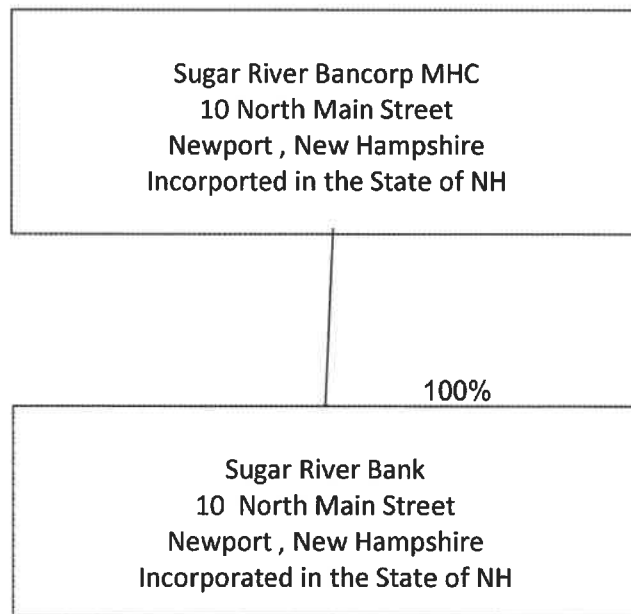 Sugar River Bancorp MHC
10 North Main Street
Newport , New Hampshire
Incorported in the State of NH
100%
Sugar River Bank
10 North Main Street
Newport , New Hampshire
Incorporated in the State of NH